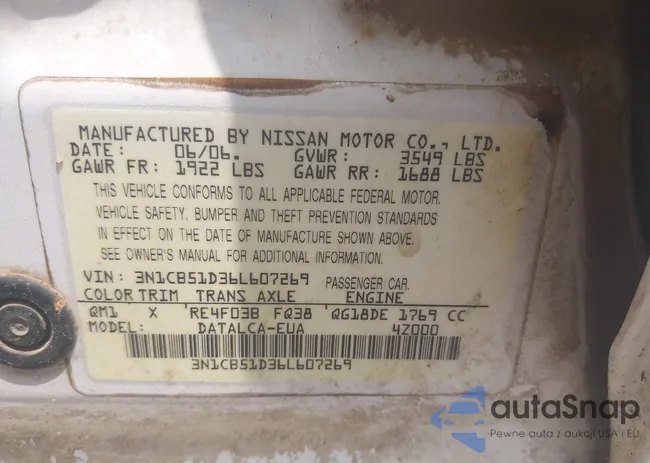 MANUFACTURED BY NISSAN MOTOR CO., LTD.
DATE: 06/06. GVWR: 3549 LBS
GAWR FR: 1922 LBS GAWR RR: 1688 LBS
THIS VEHICLE CONFORMS TO ALL APPLICABLE FEDERAL MOTOR.
VEHICLE SAFETY, BUMPER AND THEFT PREVENTION STANDARDS
IN EFFECT ON THE DATE OF MANUFACTURE SHOWN ABOVE.
SEE OWNER'S MANUAL FOR ADDITIONAL INFORMATION.
VIN: 3N1CB51D36L607269 PASSENGER CAR.
COLOR TRIM TRANS AXLE ENGINE
QM1 X RE4F03B FQ38 QG18DE 1769 CC
MODEL: DATALCA-EUA 4Z000
3N1CB51D36L607269
autaSnap
Pewne auta z aukcji USA i EU